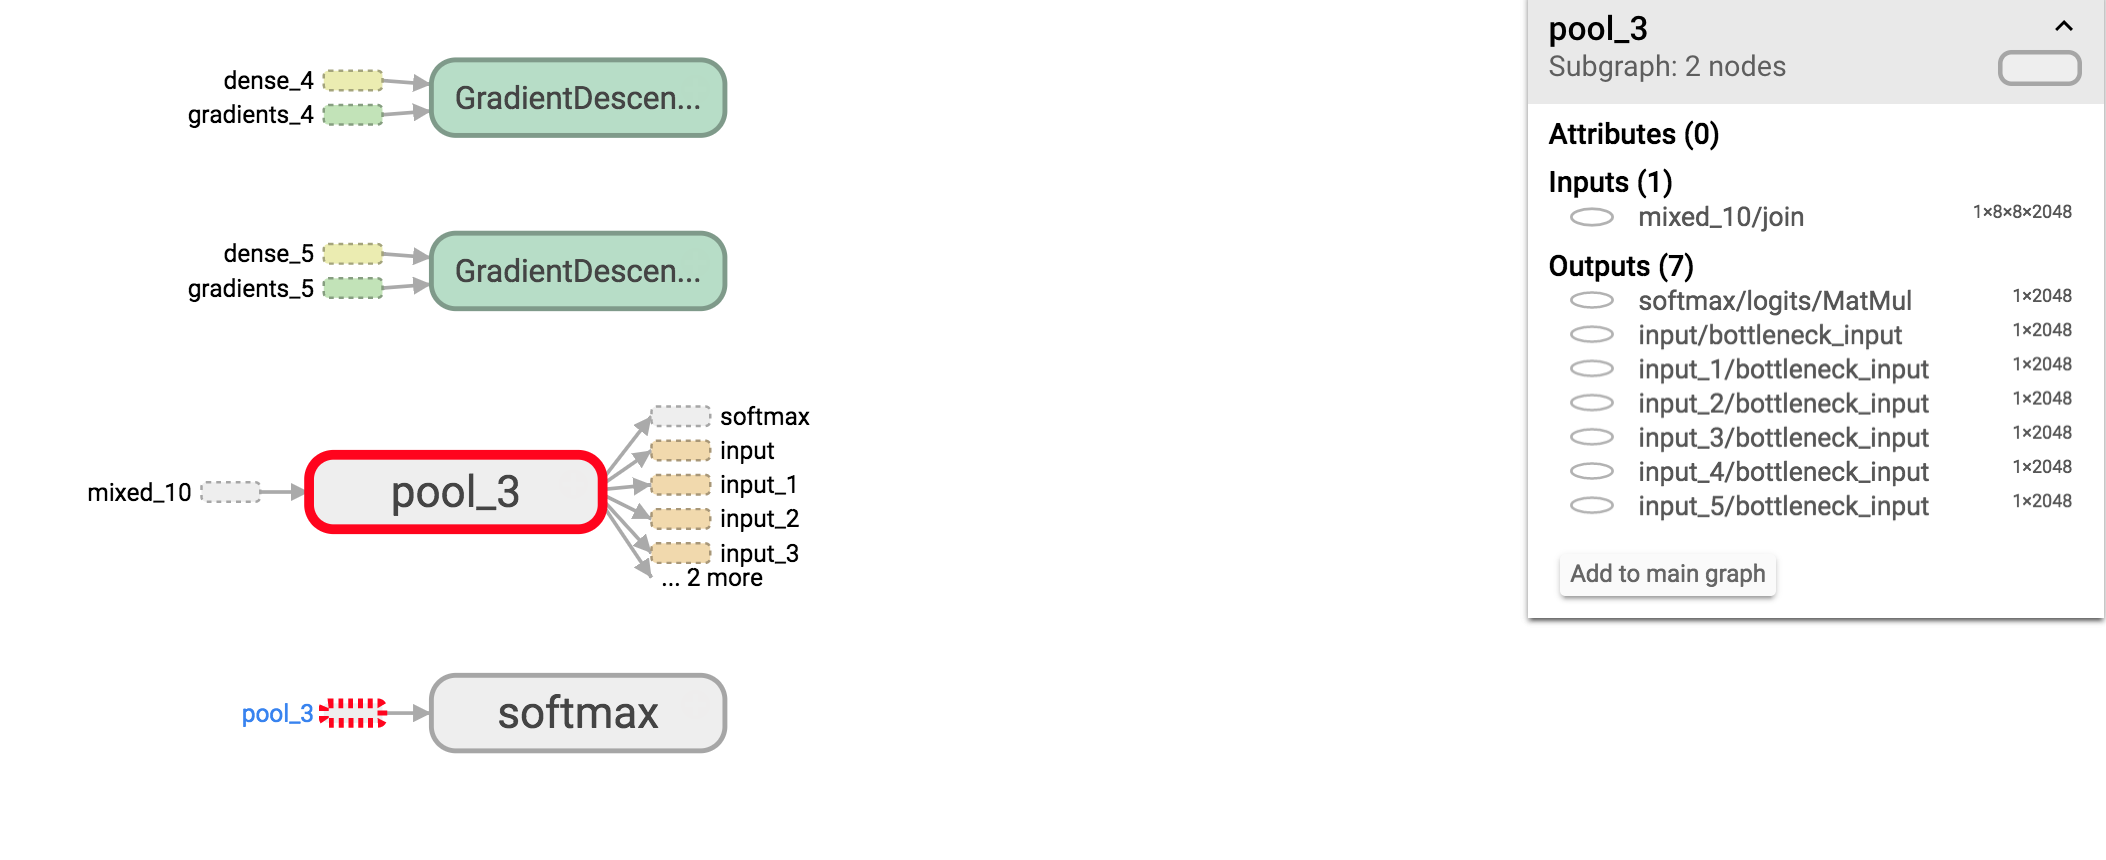 dense_4
gradients_4
GradientDescen...
dense_5
gradients_5
GradientDescen...
mixed_10
pool_3
softmax
input
input_1
input_2
input_3
... 2 more
pool_3
softmax
pool_3
Subgraph: 2 nodes
Attributes (0)
Inputs (1)
mixed_10/join 1×8×8×2048
Outputs (7)
softmax/logits/MatMul 1×2048
input/bottleneck_input 1×2048
input_1/bottleneck_input 1×2048
input_2/bottleneck_input 1×2048
input_3/bottleneck_input 1×2048
input_4/bottleneck_input 1×2048
input_5/bottleneck_input 1×2048
Add to main graph